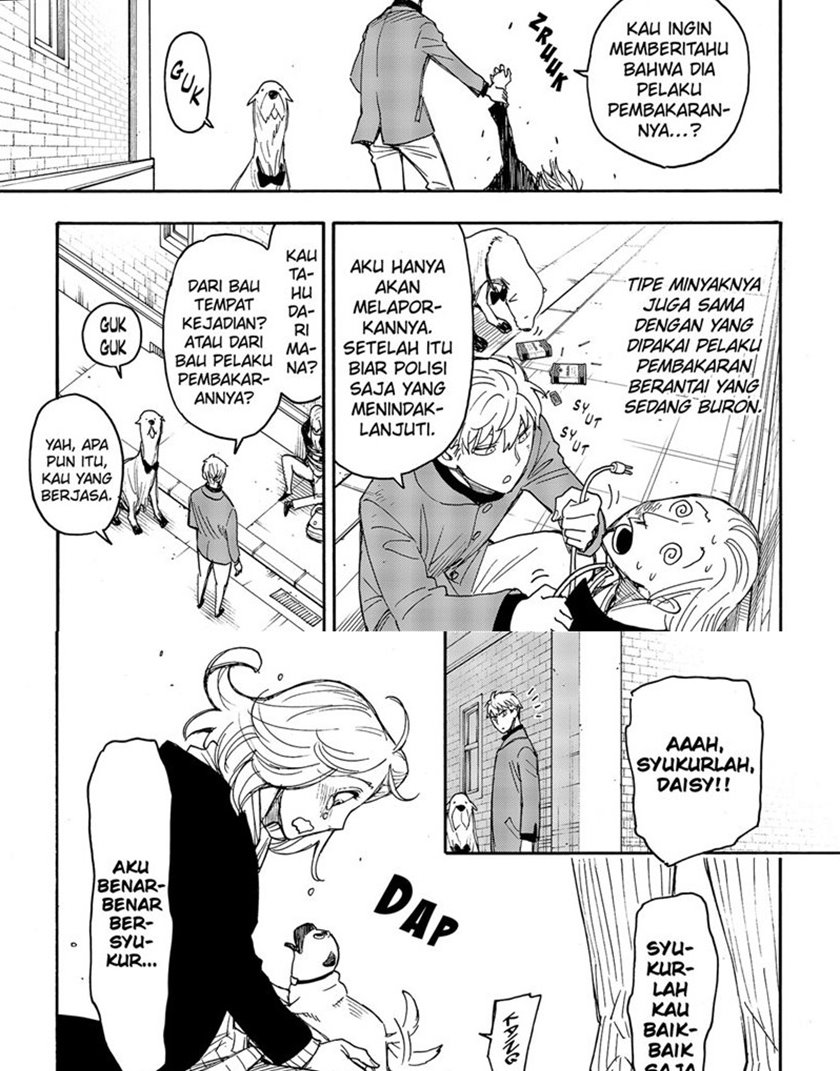 KAU INGIN
MEMBERITAHU
BAHWA DIA
PELAKU
PEMBAKARAN-
NYA...?
ZRUUK
GUK
TIPE MINYAKNYA
JUGA SAMA
DENGAN YANG
DIPAKAI PELAKU
PEMBAKARAN
BERANTAI YANG
SEDANG BURON.
AKU HANYA
AKAN
MELAPOR-
KANNYA.
SETELAH ITU
BIAR POLISI
SAJA YANG
MENINDAK-
LANJUTI.
SYUT
SYUT
KAU
TA-
HU
DA-
RI
MA-
NA?
DARI BAU
TEMPAT
KEJADIAN?
ATAU DARI
BAU PELAKU
PEMBAKAR-
ANNYA?
GUK
GUK
YAH, APA
PUN ITU,
KAU YANG
BERJASA.
AAAH,
SYUKURLAH,
DAISY!!
SYU-
KUR-
LAH
KAU
BAIK-
BAIK
SAJA
DAP
KAING
AKU
BENAR-
BENAR
BER-
SYU-
KUR...